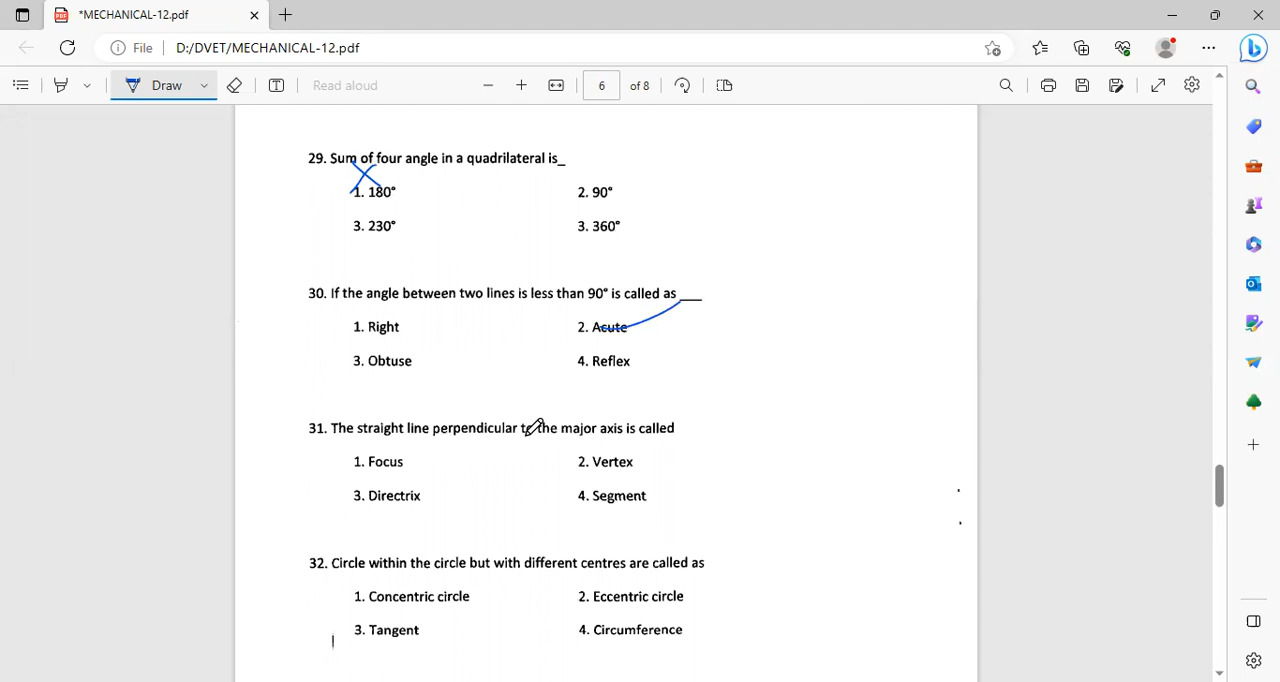 *MECHANICAL-12.pdf
File D:/DVET/MECHANICAL-12.pdf
Draw Read aloud 6 of 8
29. Sum of four angle in a quadrilateral is_
1. 180° 2. 90°
3. 230° 3. 360°
30. If the angle between two lines is less than 90° is called as ___
1. Right 2. Acute
3. Obtuse 4. Reflex
31. The straight line perpendicular to the major axis is called
1. Focus 2. Vertex
3. Directrix 4. Segment
32. Circle within the circle but with different centres are called as
1. Concentric circle 2. Eccentric circle
3. Tangent 4. Circumference